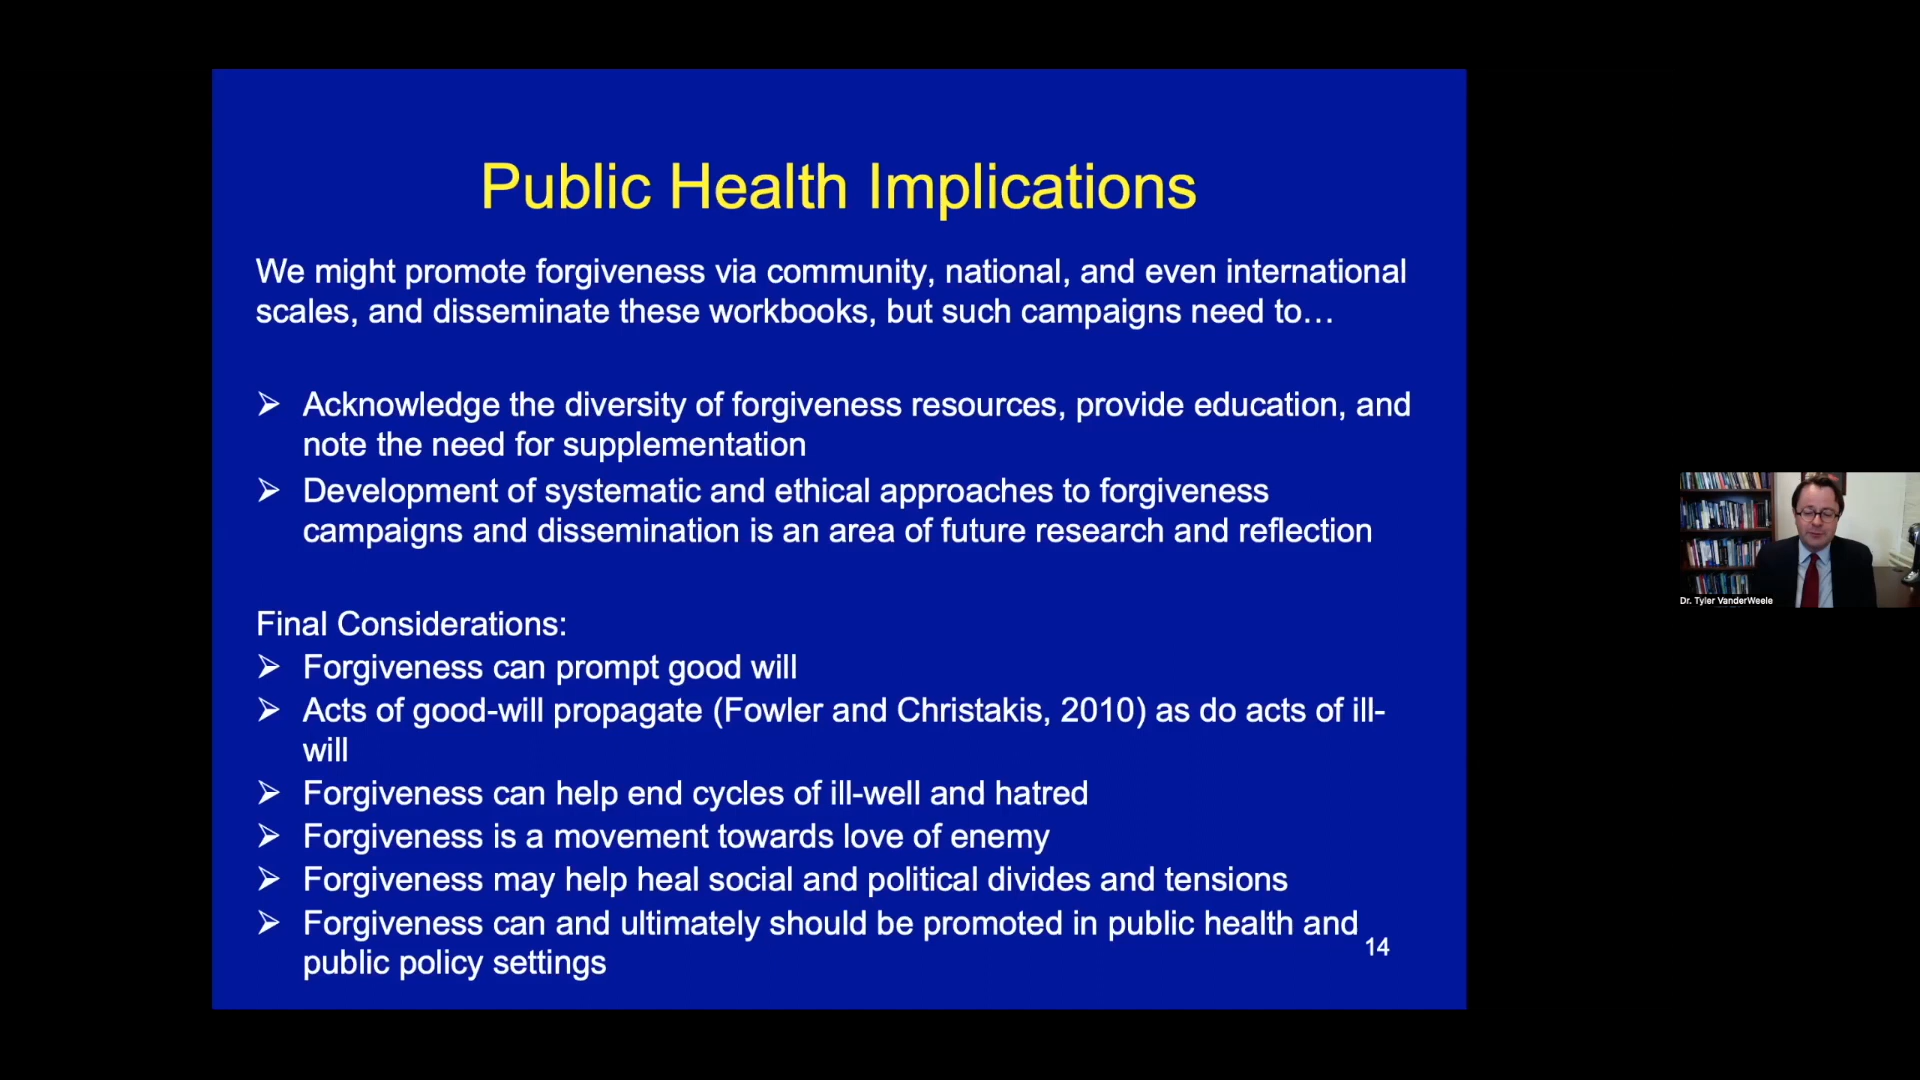 Public Health Implications
We might promote forgiveness via community, national, and even international
scales, and disseminate these workbooks, but such campaigns need to…
➢ Acknowledge the diversity of forgiveness resources, provide education, and
note the need for supplementation
➢ Development of systematic and ethical approaches to forgiveness
campaigns and dissemination is an area of future research and reflection
Final Considerations:
➢ Forgiveness can prompt good will
➢ Acts of good-will propagate (Fowler and Christakis, 2010) as do acts of ill-
will
➢ Forgiveness can help end cycles of ill-well and hatred
➢ Forgiveness is a movement towards love of enemy
➢ Forgiveness may help heal social and political divides and tensions
➢ Forgiveness can and ultimately should be promoted in public health and
public policy settings
14
Dr. Tyler VanderWeele